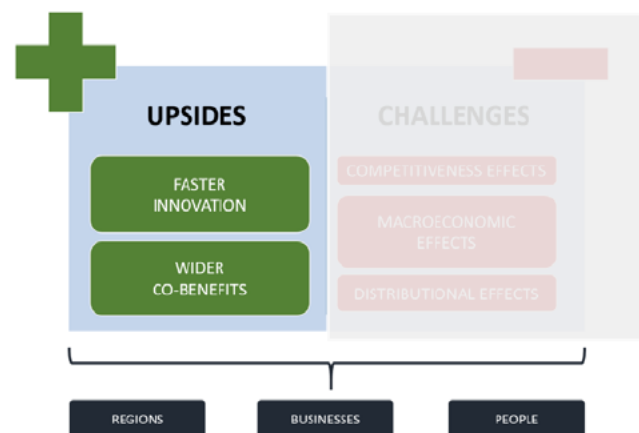 UPSIDES
CHALLENGES
FASTER
INNOVATION
WIDER
CO-BENEFITS
COMPETITIVENESS EFFECTS
MACROECONOMIC
EFFECTS
DISTRIBUTIONAL EFFECTS
REGIONS
BUSINESSES
PEOPLE